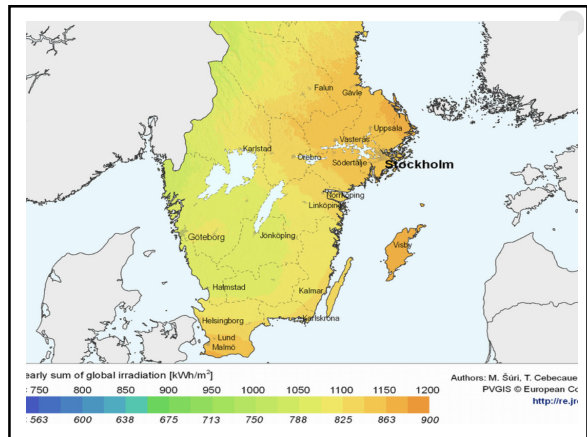 Falun
Gävle
Uppsala
Västerås
Karlstad
Örebro
Stockholm
Södertälje
Norrköping
Linköping
Göteborg
Jönköping
Visby
Halmstad
Kalmar
Karlskrona
Helsingborg
Lund
Malmö
early sum of global irradiation [kWh/m²]
Authors: M. Šúri, T. Cebecaue
750 800 850 900 950 1000 1050 1100 1150 1200
PVGIS © European Co
563 600 638 675 713 750 788 825 863 900
http://re.jr